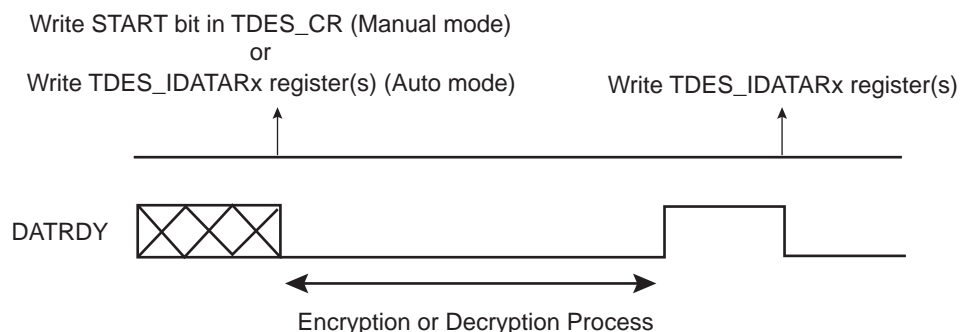 Write START bit in TDES_CR (Manual mode)
or
Write TDES_IDATARx register(s) (Auto mode)
Write TDES_IDATARx register(s)
DATRDY
Encryption or Decryption Process